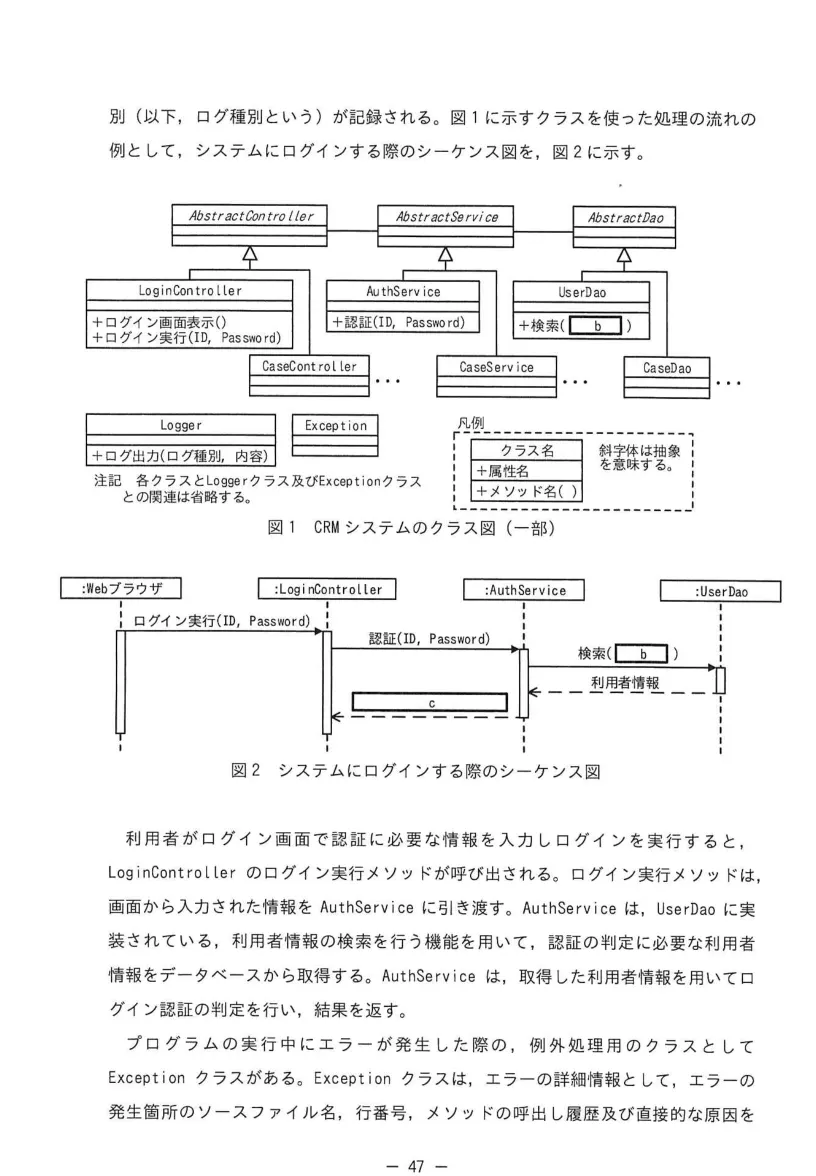 別（以下，ログ種別という）が記録される。図1に示すクラスを使った処理の流れの
例として，システムにログインする際のシーケンス図を，図2に示す。
AbstractController
AbstractService
AbstractDao
LoginController
+ログイン画面表示()
+ログイン実行(ID, Password)
AuthService
+認証(ID, Password)
UserDao
+検索( b )
CaseController
･･･
CaseService
･･･
CaseDao
･･･
Logger
+ログ出力(ログ種別, 内容)
Exception
凡例
クラス名
+属性名
+メソッド名( )
斜字体は抽象
を意味する。
注記　各クラスとLoggerクラス及びExceptionクラス
との関連は省略する。
図1　CRMシステムのクラス図（一部）
:Webブラウザ
:LoginController
:AuthService
:UserDao
ログイン実行(ID, Password)
認証(ID, Password)
検索( b )
利用者情報
c
図2　システムにログインする際のシーケンス図
利用者がログイン画面で認証に必要な情報を入力しログインを実行すると，
LoginController のログイン実行メソッドが呼び出される。ログイン実行メソッドは，
画面から入力された情報を AuthService に引き渡す。AuthService は，UserDao に実
装されている，利用者情報の検索を行う機能を用いて，認証の判定に必要な利用者
情報をデータベースから取得する。AuthService は，取得した利用者情報を用いてロ
グイン認証の判定を行い，結果を返す。
プログラムの実行中にエラーが発生した際の，例外処理用のクラスとして
Exception クラスがある。Exception クラスは，エラーの詳細情報として，エラーの
発生箇所のソースファイル名，行番号，メソッドの呼出し履歴及び直接的な原因を
― 47 ―